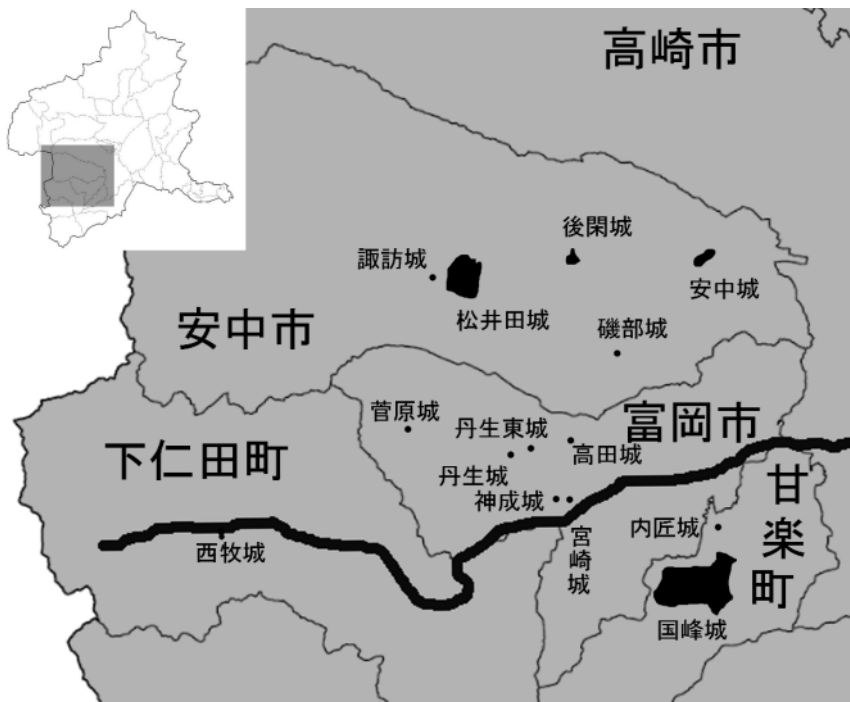 高崎市
後閑城
諏訪城
安中城
松井田城
安中市
磯部城
菅原城
富岡市
丹生東城
下仁田町
高田城
丹生城
神成城
甘楽町
内匠城
宮崎城
西牧城
国峰城